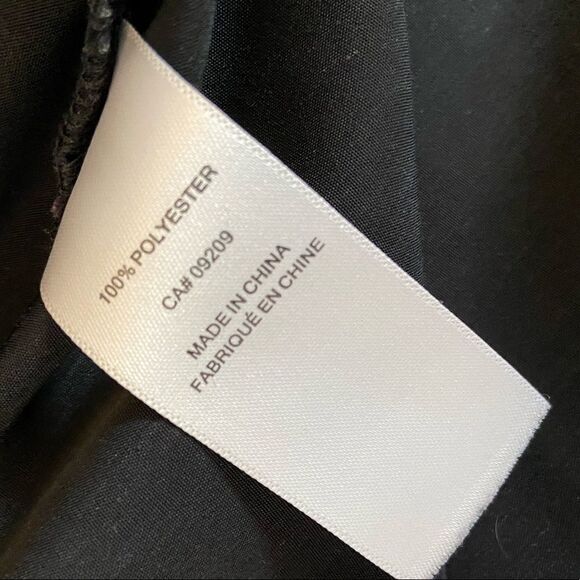 100% POLYESTER
CA# 09209
MADE IN CHINA
FABRIQUÉ EN CHINE